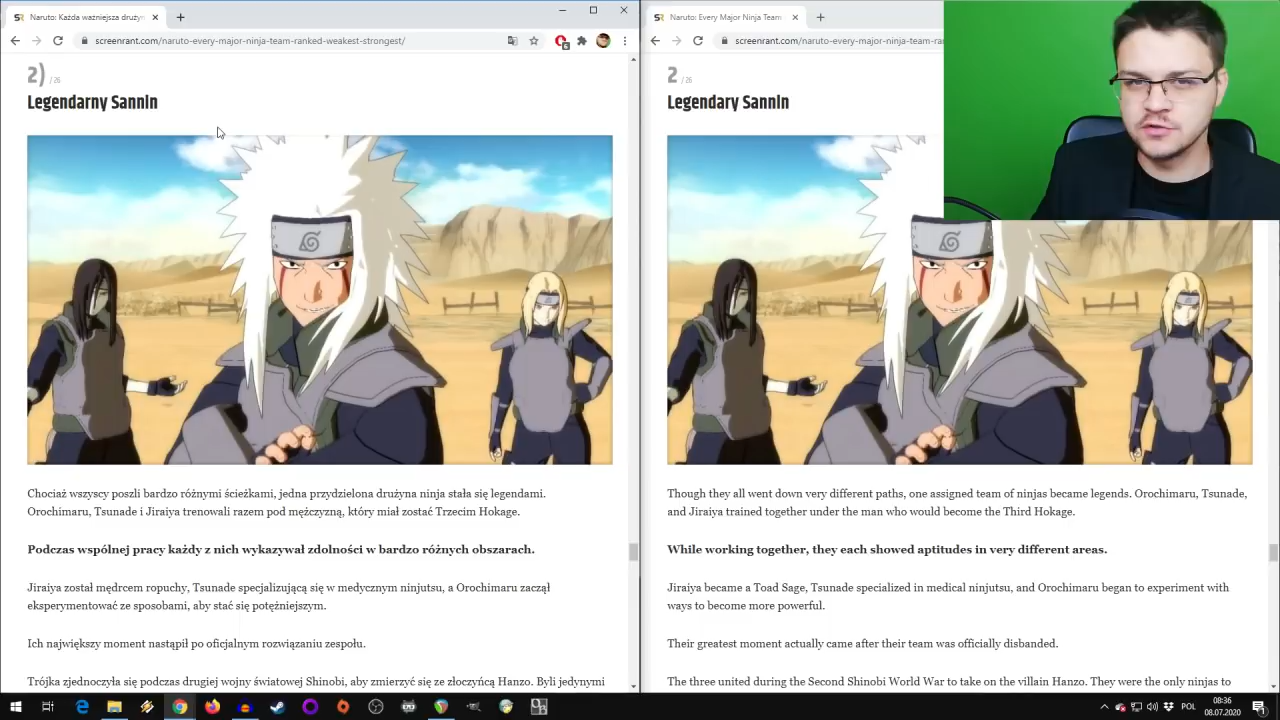 Naruto: Każda ważniejsza drużyn
screenrant.com/naruto-every-major-ninja-team-ranked-weakest-strongest/
2) / 26
Legendarny Sannin
Chociaż wszyscy poszli bardzo różnymi ścieżkami, jedna przydzielona drużyna ninja stała się legendami.
Orochimaru, Tsunade i Jiraiya trenowali razem pod mężczyzną, który miał zostać Trzecim Hokage.
Podczas wspólnej pracy każdy z nich wykazywał zdolności w bardzo różnych obszarach.
Jiraiya został mędrcem ropuchy, Tsunade specjalizującą się w medycznym ninjutsu, a Orochimaru zaczął
eksperymentować ze sposobami, aby stać się potężniejszym.
Ich największy moment nastąpił po oficjalnym rozwiązaniu zespołu.
Trójka zjednoczyła się podczas drugiej wojny światowej Shinobi, aby zmierzyć się ze złoczyńcą Hanzo. Byli jedynymi
Naruto: Every Major Ninja Team
screenrant.com/naruto-every-major-ninja-team-ra
2 / 26
Legendary Sannin
Though they all went down very different paths, one assigned team of ninjas became legends. Orochimaru, Tsunade,
and Jiraiya trained together under the man who would become the Third Hokage.
While working together, they each showed aptitudes in very different areas.
Jiraiya became a Toad Sage, Tsunade specialized in medical ninjutsu, and Orochimaru began to experiment with
ways to become more powerful.
Their greatest moment actually came after their team was officially disbanded.
The three united during the Second Shinobi World War to take on the villain Hanzo. They were the only ninjas to
POL
08:36
08.07.2020